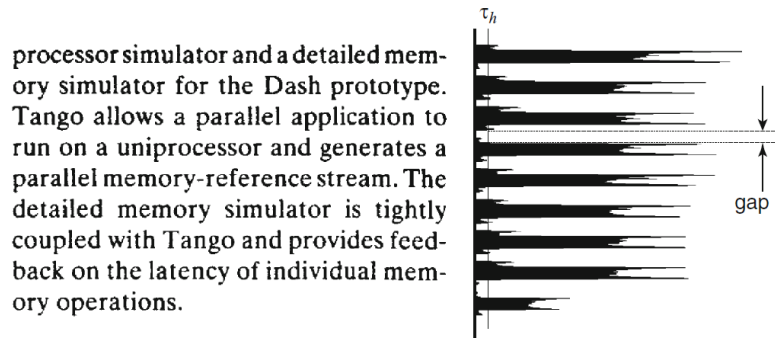 processor simulator and a detailed mem-
ory simulator for the Dash prototype.
Tango allows a parallel application to
run on a uniprocessor and generates a
parallel memory-reference stream. The
detailed memory simulator is tightly
coupled with Tango and provides feed-
back on the latency of individual mem-
ory operations.
τh
gap